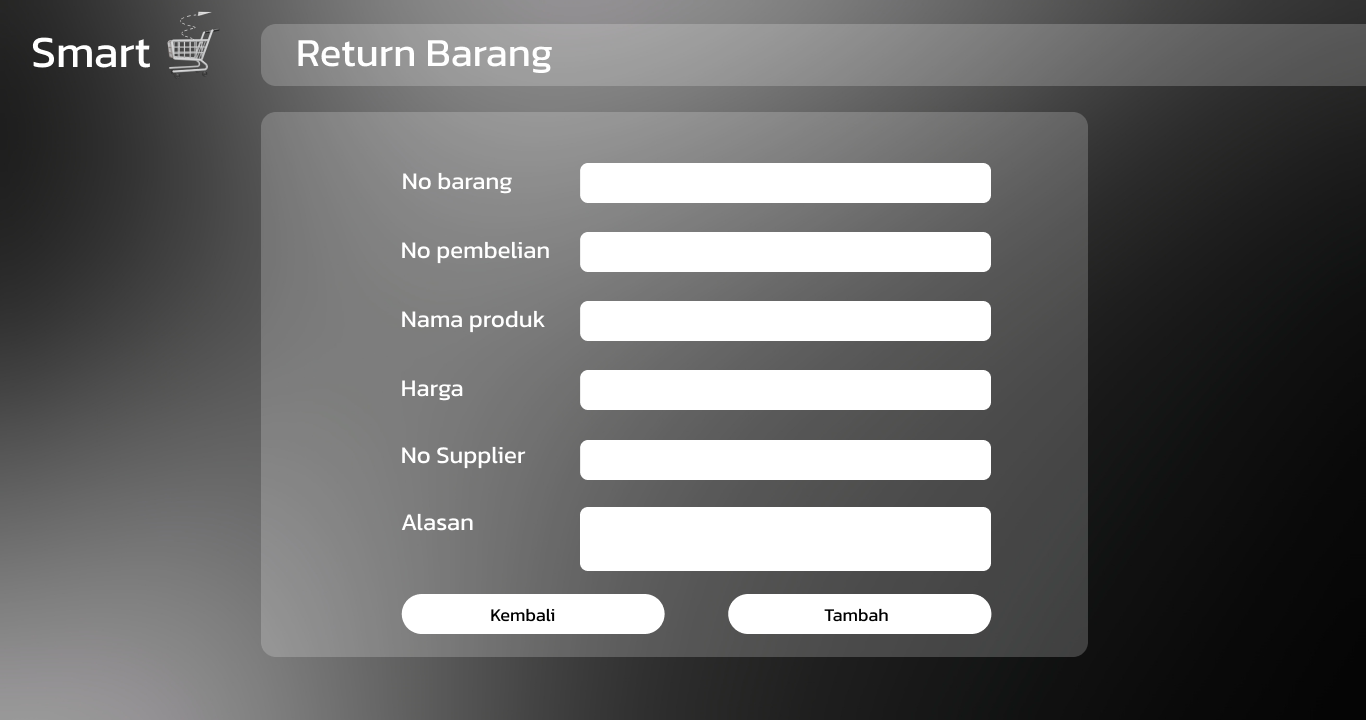 Smart
Return Barang
No barang
No pembelian
Nama produk
Harga
No Supplier
Alasan
Kembali
Tambah